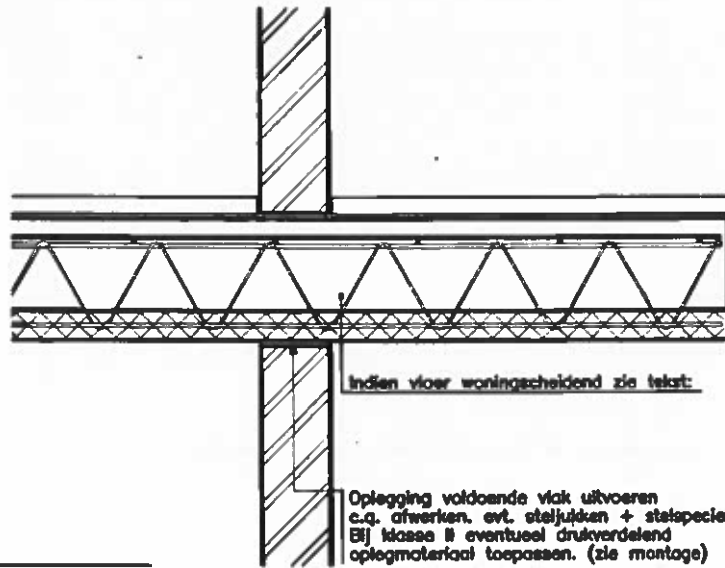 Indien vloer woningscheidend zie tekst:
Oplegging voldoende vlak uitvoeren
c.q. afwerken. evt. steljukken + stelspecie
Bij klasse II eventueel drukverdelend
oplegmateriaal toepassen. (zie montage)